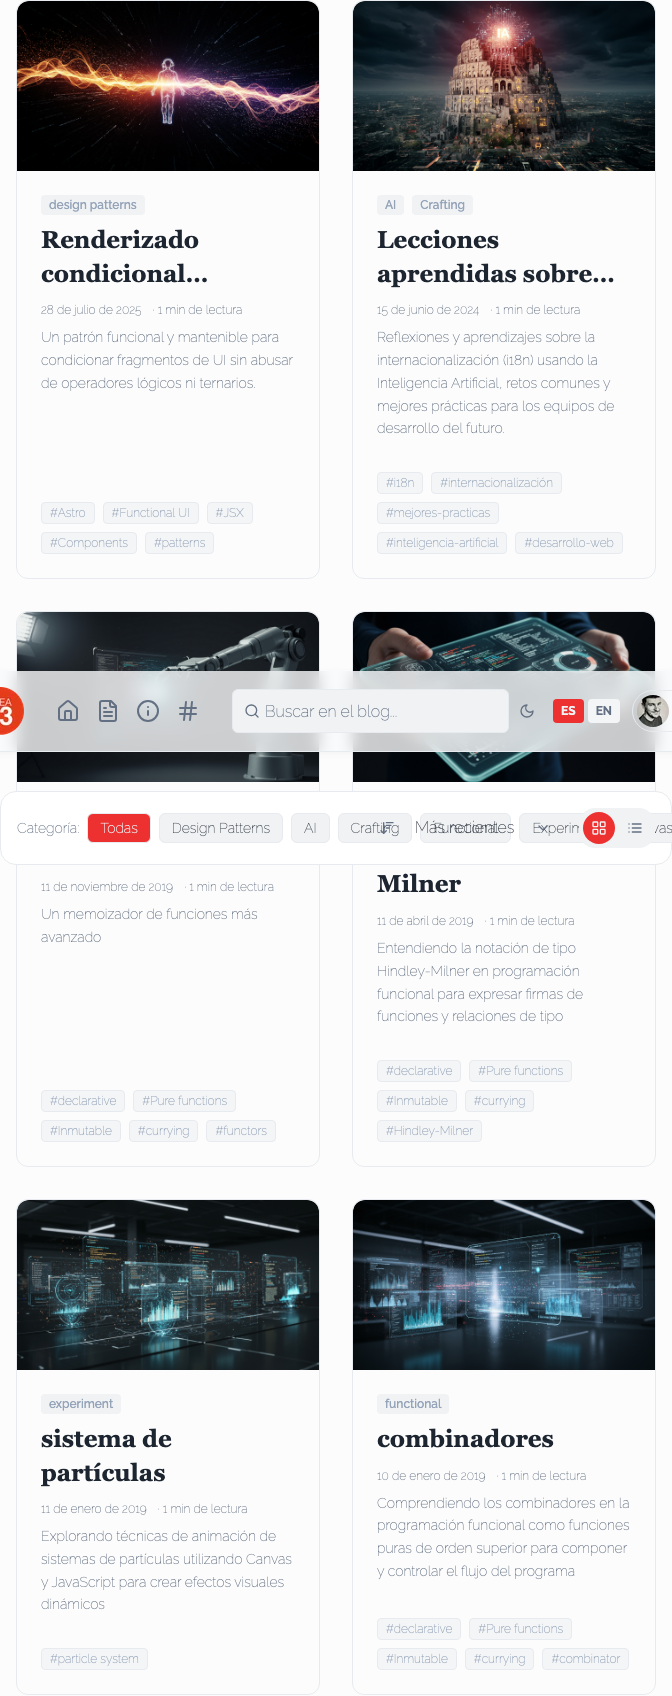 IA
design patterns
Renderizado
condicional...
28 de julio de 2025 · 1 min de lectura
Un patrón funcional y mantenible para
condicionar fragmentos de UI sin abusar
de operadores lógicos ni ternarios.
#Astro #Functional UI #JSX
#Components #patterns
AI Crafting
Lecciones
aprendidas sobre...
15 de junio de 2024 · 1 min de lectura
Reflexiones y aprendizajes sobre la
internacionalización (i18n) usando la
Inteligencia Artificial, retos comunes y
mejores prácticas para los equipos de
desarrollo del futuro.
#i18n #internacionalización
#mejores-practicas
#inteligencia-artificial #desarrollo-web
EA
3
Buscar en el blog...
ES EN
Categoría: Todas Design Patterns AI Crafting Functional Experim
Más recientes
11 de noviembre de 2019 · 1 min de lectura
Un memoizador de funciones más
avanzado
#declarative #Pure functions
#Inmutable #currying #functors
Milner
11 de abril de 2019 · 1 min de lectura
Entendiendo la notación de tipo
Hindley-Milner en programación
funcional para expresar firmas de
funciones y relaciones de tipo
#declarative #Pure functions
#Inmutable #currying
#Hindley-Milner
experiment
sistema de
partículas
11 de enero de 2019 · 1 min de lectura
Explorando técnicas de animación de
sistemas de partículas utilizando Canvas
y JavaScript para crear efectos visuales
dinámicos
#particle system
functional
combinadores
10 de enero de 2019 · 1 min de lectura
Comprendiendo los combinadores en la
programación funcional como funciones
puras de orden superior para componer
y controlar el flujo del programa
#declarative #Pure functions
#Inmutable #currying #combinator